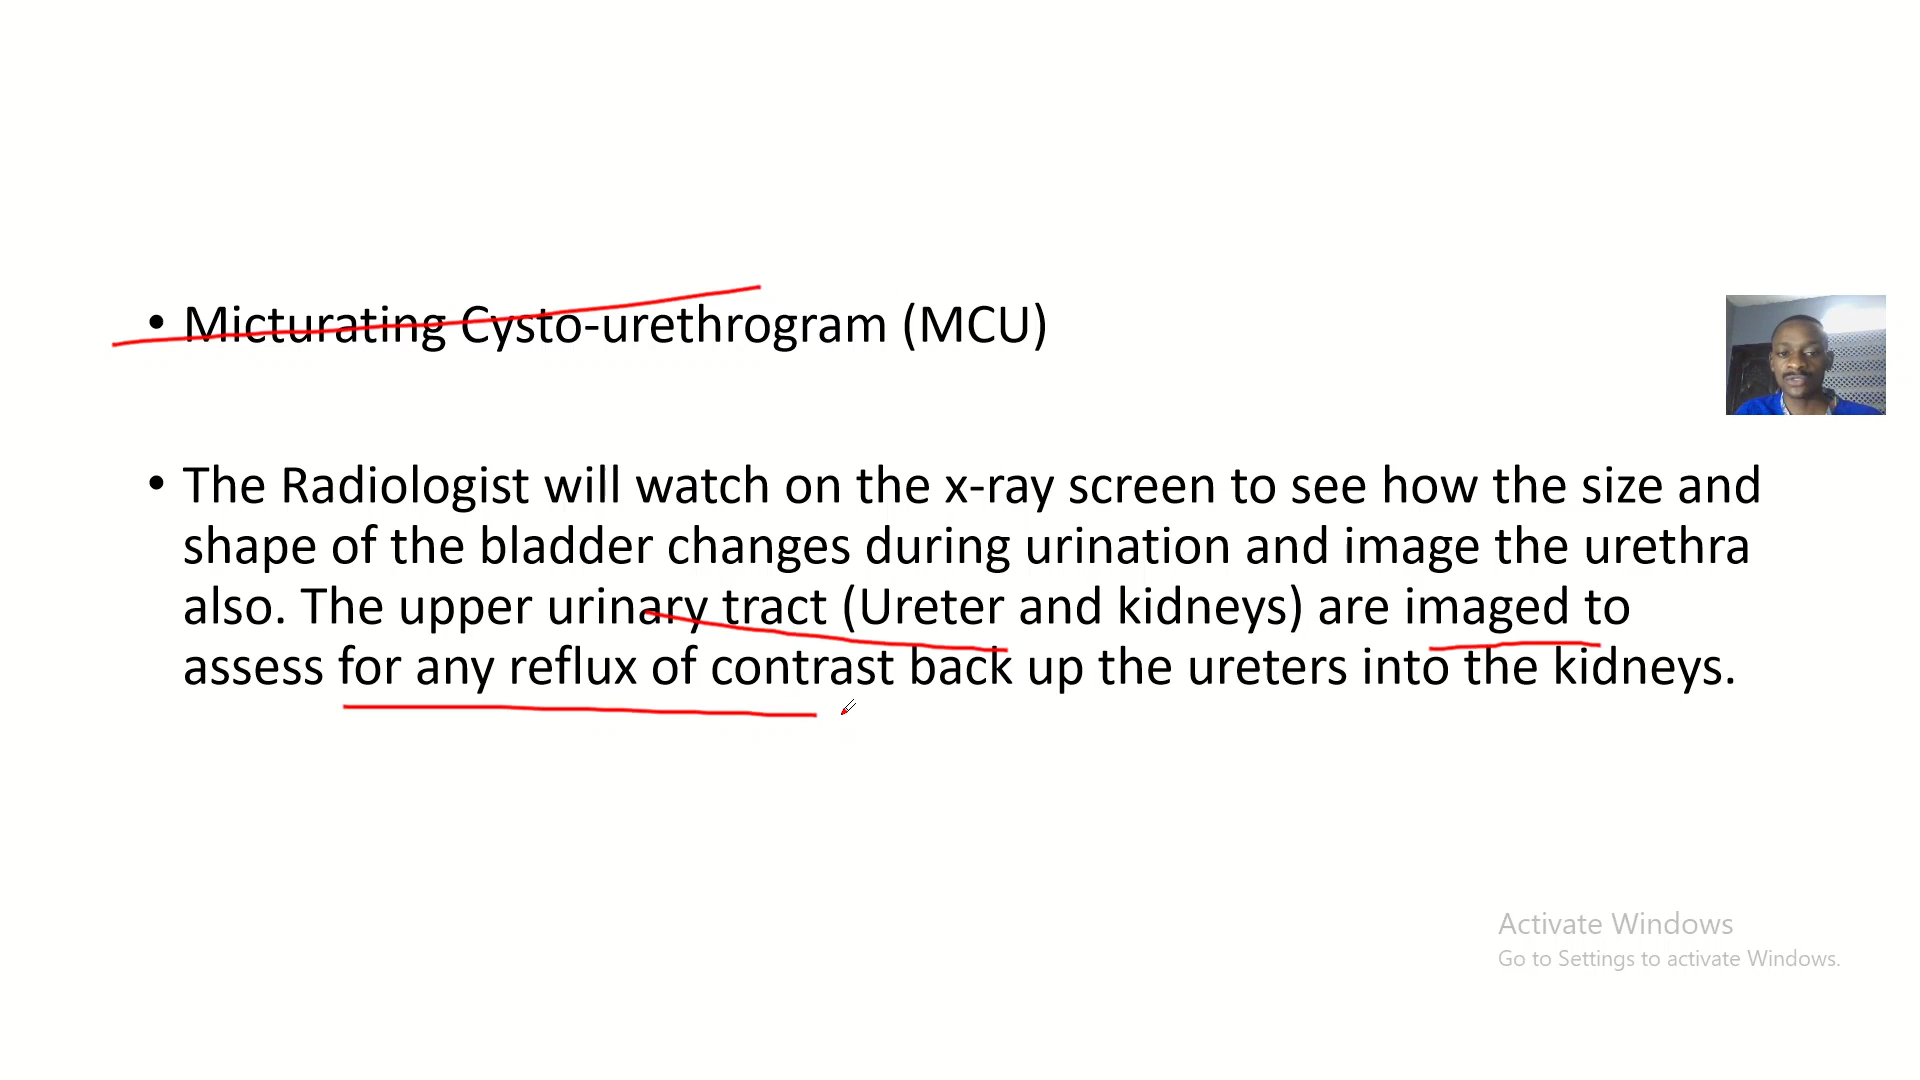 • Micturating Cysto-urethrogram (MCU)
• The Radiologist will watch on the x-ray screen to see how the size and
shape of the bladder changes during urination and image the urethra
also. The upper urinary tract (Ureter and kidneys) are imaged to
assess for any reflux of contrast back up the ureters into the kidneys.
Activate Windows
Go to Settings to activate Windows.